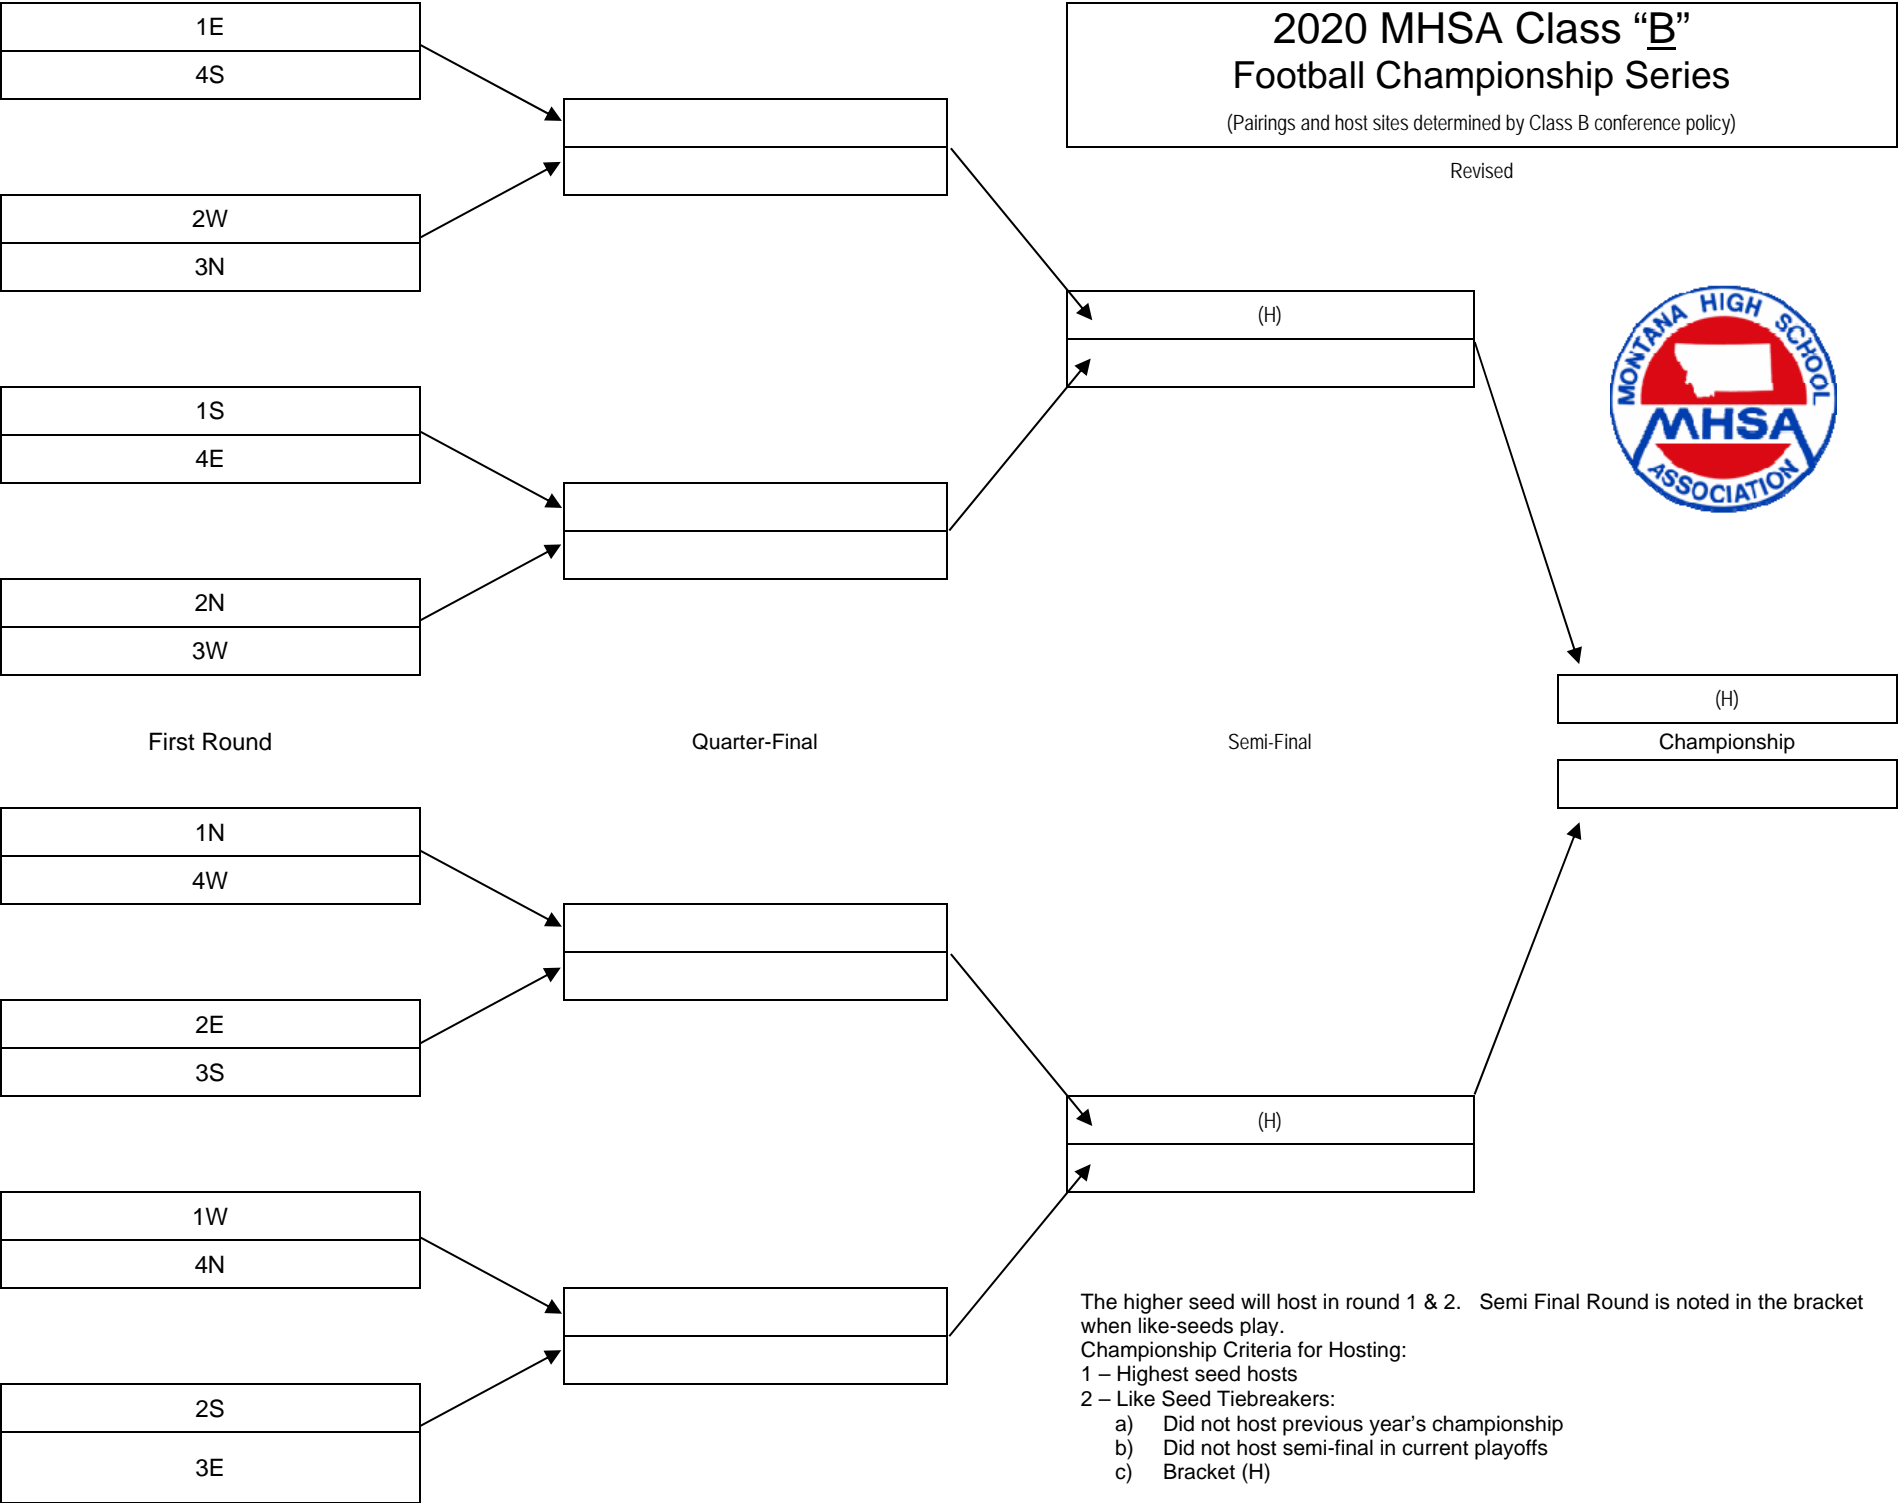 1E
4S
2W
3N
1S
4E
2N
3W
First Round
1N
4W
2E
3S
1W
4N
2S
3E
Quarter-Final
(H)
Semi-Final
(H)
(H)
Championship
2020 MHSA Class “B”
Football Championship Series
(Pairings and host sites determined by Class B conference policy)
Revised
MONTANA HIGH SCHOOL
MHSA
ASSOCIATION
The higher seed will host in round 1 & 2.   Semi Final Round is noted in the bracket
when like-seeds play.
Championship Criteria for Hosting:
1 – Highest seed hosts
2 – Like Seed Tiebreakers:
a) Did not host previous year’s championship
b) Did not host semi-final in current playoffs
c) Bracket (H)